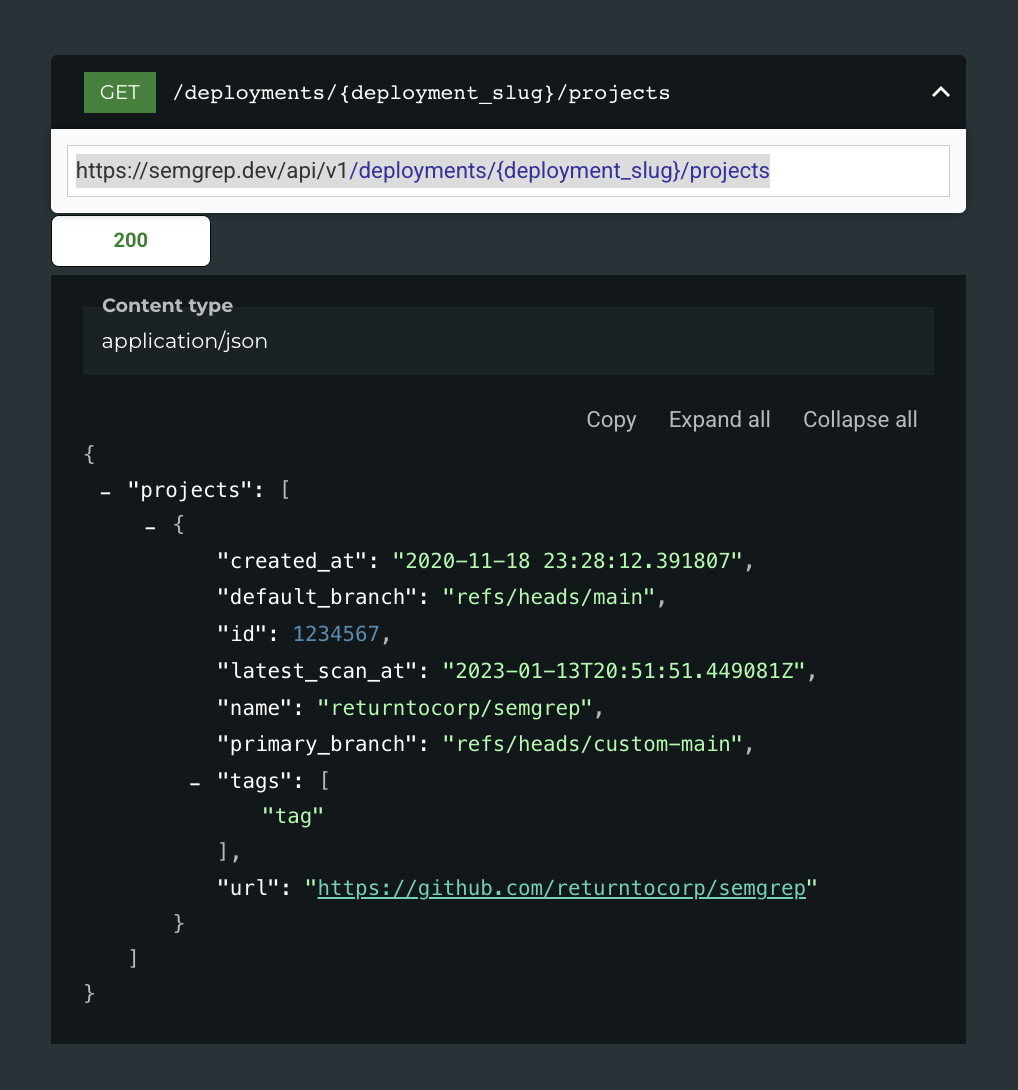 GET /deployments/{deployment_slug}/projects
https://semgrep.dev/api/v1/deployments/{deployment_slug}/projects
200
Content type
application/json
Copy Expand all Collapse all
{
- "projects": [
- {
"created_at": "2020-11-18 23:28:12.391807",
"default_branch": "refs/heads/main",
"id": 1234567,
"latest_scan_at": "2023-01-13T20:51:51.449081Z",
"name": "returntocorp/semgrep",
"primary_branch": "refs/heads/custom-main",
- "tags": [
"tag"
],
"url": "https://github.com/returntocorp/semgrep"
}
]
}